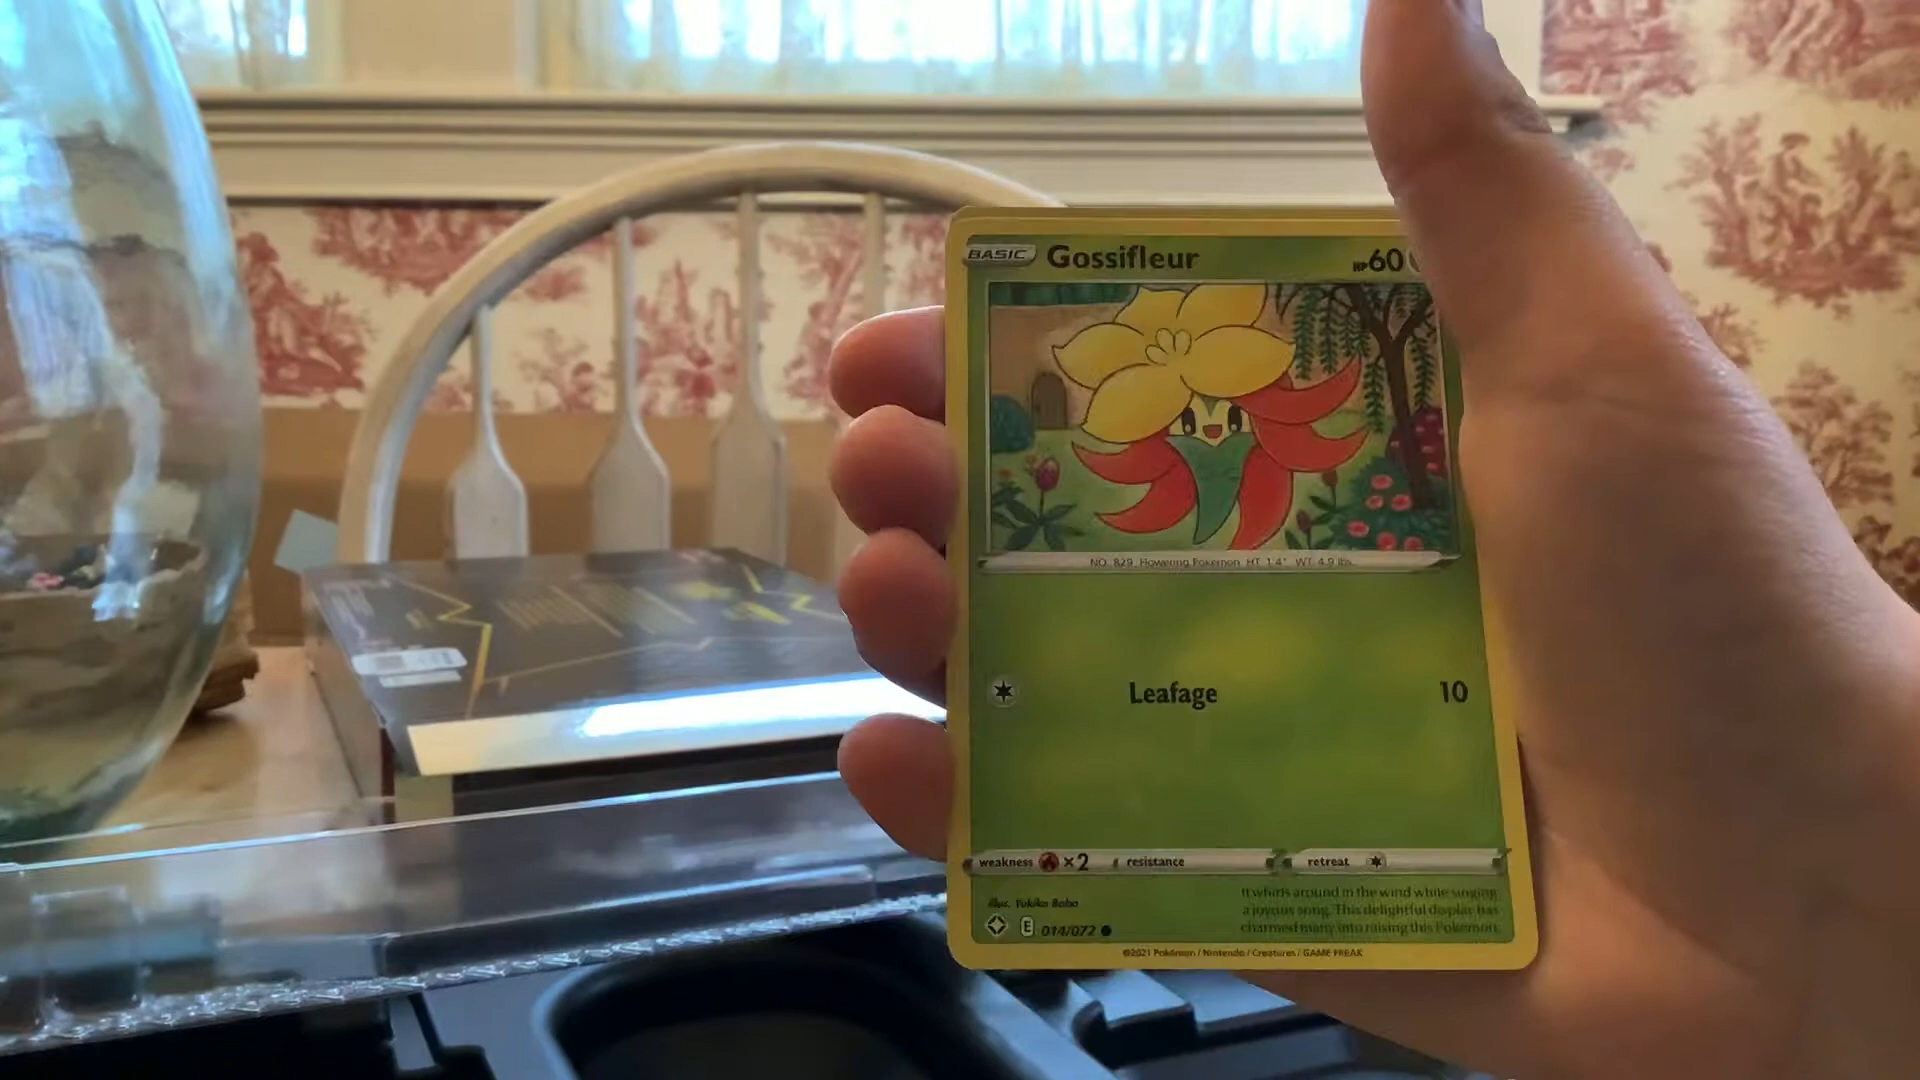 BASIC Gossifleur HP60
NO. 829 Flowering Pokémon HT 1'4" WT 4.9 lbs.
Leafage 10
weakness ×2 resistance retreat
It whirls around in the wind while singing
a joyous song. This delightful display has
charmed many into raising this Pokémon.
Illus. Yukiko Baba
E 014/072
©2021 Pokémon / Nintendo / Creatures / GAME FREAK